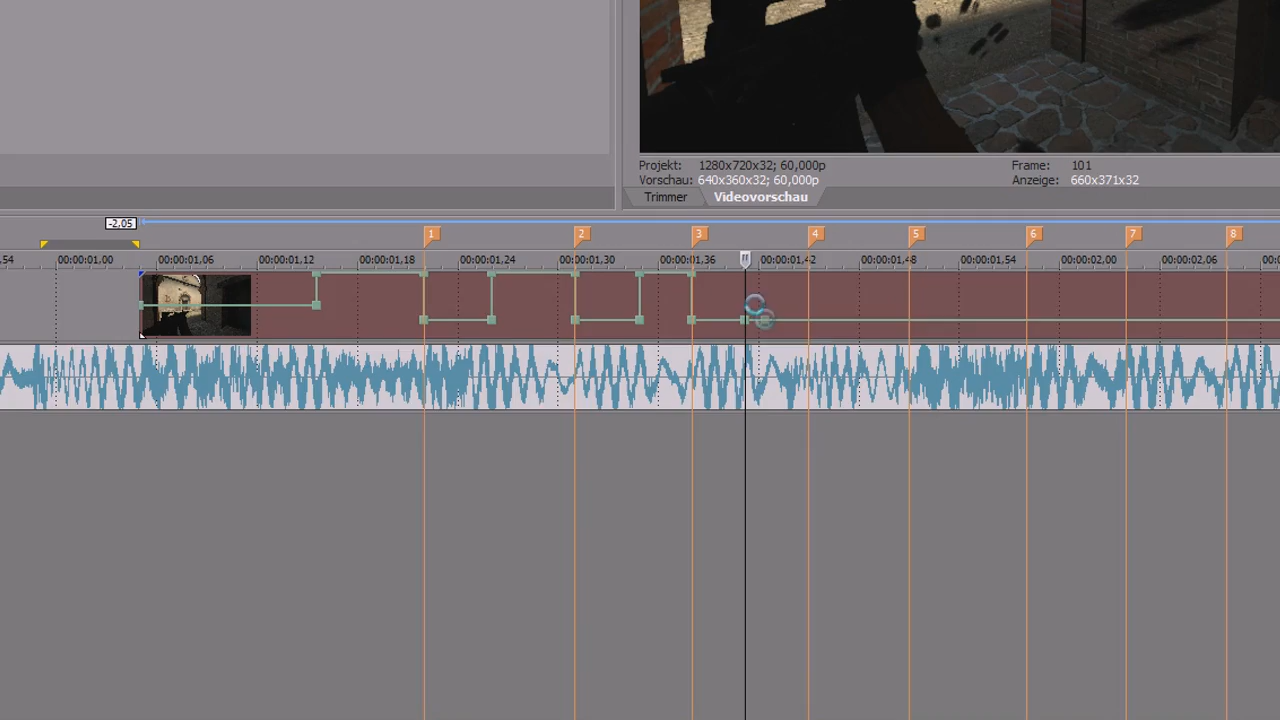 Projekt: 1280x720x32; 60,000p Frame: 101
Vorschau: 640x360x32; 60,000p Anzeige: 660x371x32
Trimmer Videovorschau
-2.05
1 2 3 4 5 6 7 8
.54 00:00:01.00 00:00:01.06 00:00:01.12 00:00:01.18 00:00:01.24 00:00:01.30 00:00:01.36 00:00:01.42 00:00:01.48 00:00:01.54 00:00:02.00 00:00:02.06